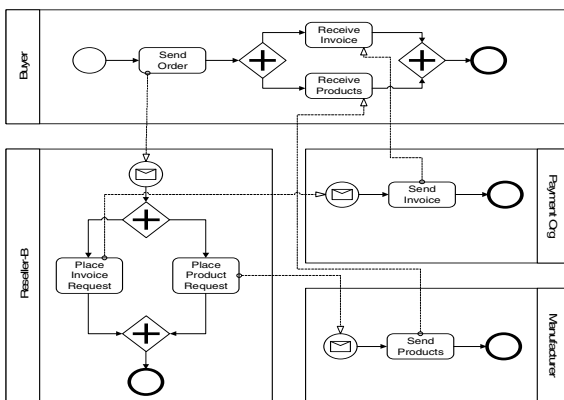 Buyer
Send
Order
Receive
Invoice
Receive
Products
Reseller-B
Place
Invoice
Request
Place
Product
Request
Send
Invoice
Payment Org
Send
Products
Manufacturer